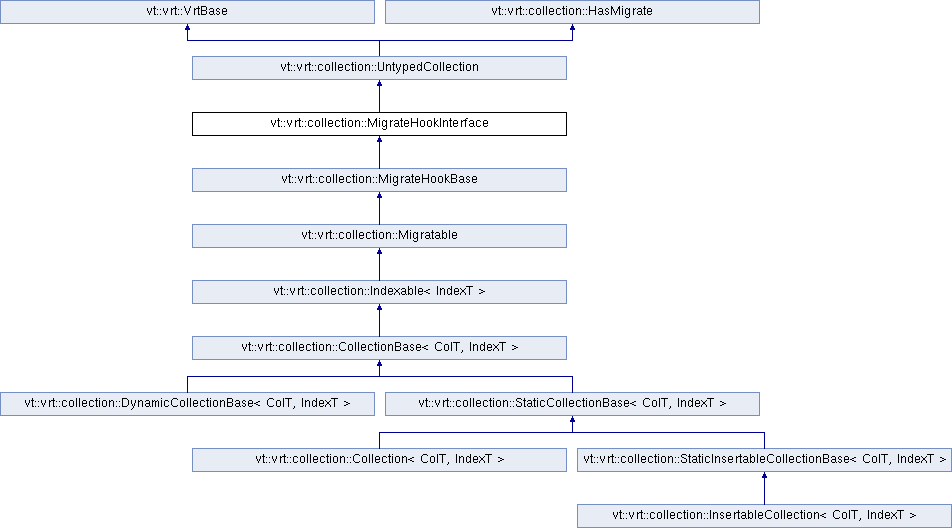 vt::vrt::VrtBase
vt::vrt::collection::HasMigrate
vt::vrt::collection::UntypedCollection
vt::vrt::collection::MigrateHookInterface
vt::vrt::collection::MigrateHookBase
vt::vrt::collection::Migratable
vt::vrt::collection::Indexable< IndexT >
vt::vrt::collection::CollectionBase< ColT, IndexT >
vt::vrt::collection::DynamicCollectionBase< ColT, IndexT >
vt::vrt::collection::StaticCollectionBase< ColT, IndexT >
vt::vrt::collection::Collection< ColT, IndexT >
vt::vrt::collection::StaticInsertableCollectionBase< ColT, IndexT >
vt::vrt::collection::InsertableCollection< ColT, IndexT >